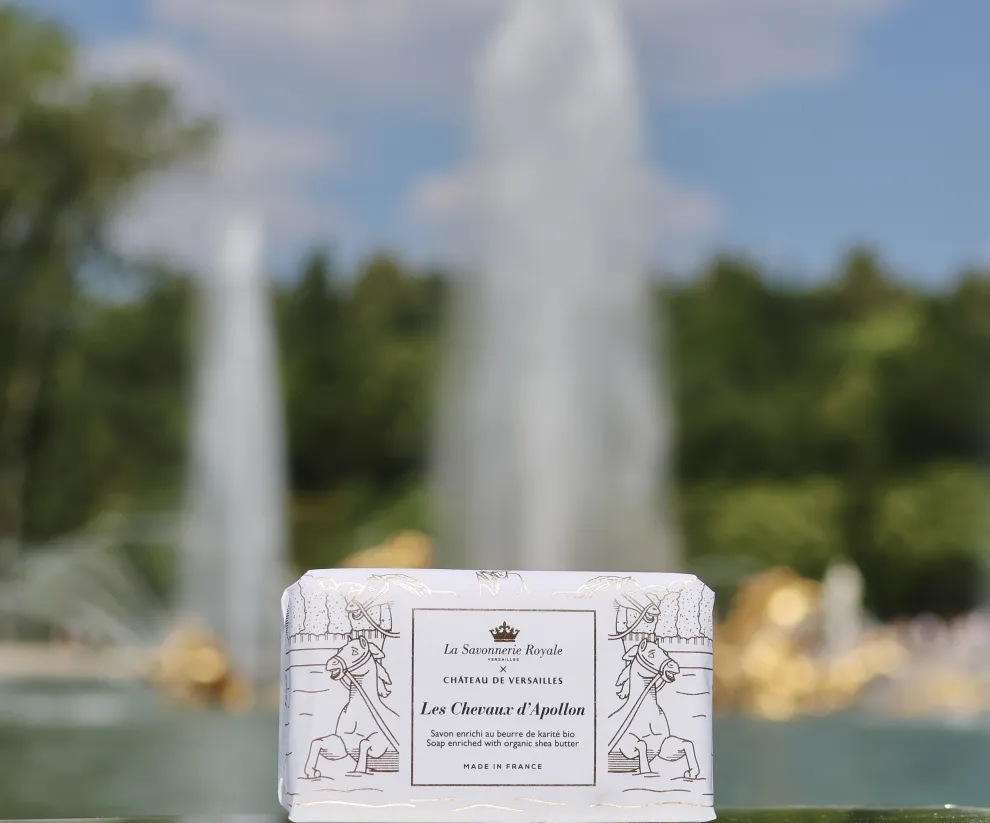 La Savonnerie Royale
VERSAILLES
×
CHÂTEAU DE VERSAILLES
Les Chevaux d'Apollon
Savon enrichi au beurre de karité bio
Soap enriched with organic shea butter
MADE IN FRANCE